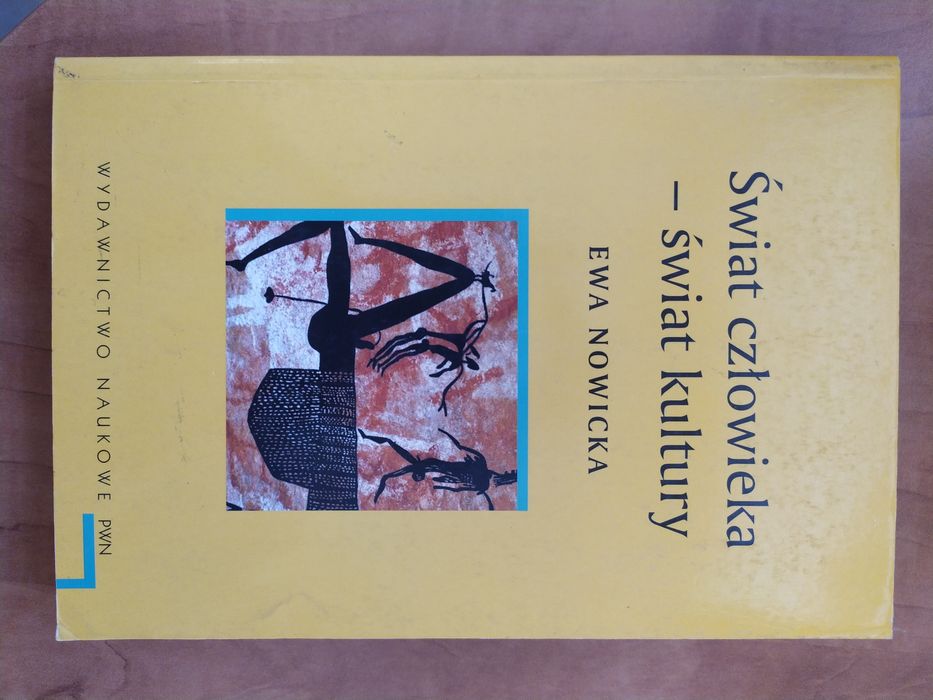 Świat człowieka
– świat kultury
EWA NOWICKA
WYDAWNICTWO NAUKOWE PWN